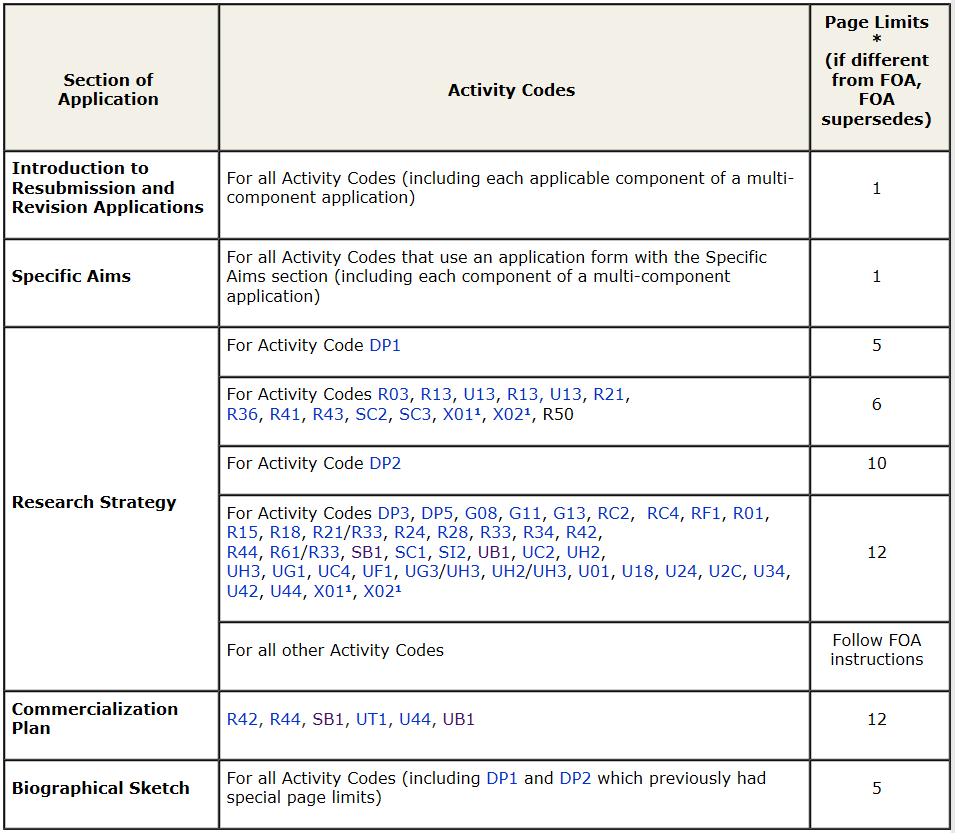 Section of
Application
Activity Codes
Page Limits
*
(if different
from FOA,
FOA
supersedes)
Introduction to
Resubmission and
Revision Applications
For all Activity Codes (including each applicable component of a multi-
component application)
1
Specific Aims
For all Activity Codes that use an application form with the Specific
Aims section (including each component of a multi-component
application)
1
Research Strategy
For Activity Code DP1
5
For Activity Codes R03, R13, U13, R13, U13, R21,
R36, R41, R43, SC2, SC3, X01¹, X02¹, R50
6
For Activity Code DP2
10
For Activity Codes DP3, DP5, G08, G11, G13, RC2, RC4, RF1, R01,
R15, R18, R21/R33, R24, R28, R33, R34, R42,
R44, R61/R33, SB1, SC1, SI2, UB1, UC2, UH2,
UH3, UG1, UC4, UF1, UG3/UH3, UH2/UH3, U01, U18, U24, U2C, U34,
U42, U44, X01¹, X02¹
12
For all other Activity Codes
Follow FOA
instructions
Commercialization
Plan
R42, R44, SB1, UT1, U44, UB1
12
Biographical Sketch
For all Activity Codes (including DP1 and DP2 which previously had
special page limits)
5